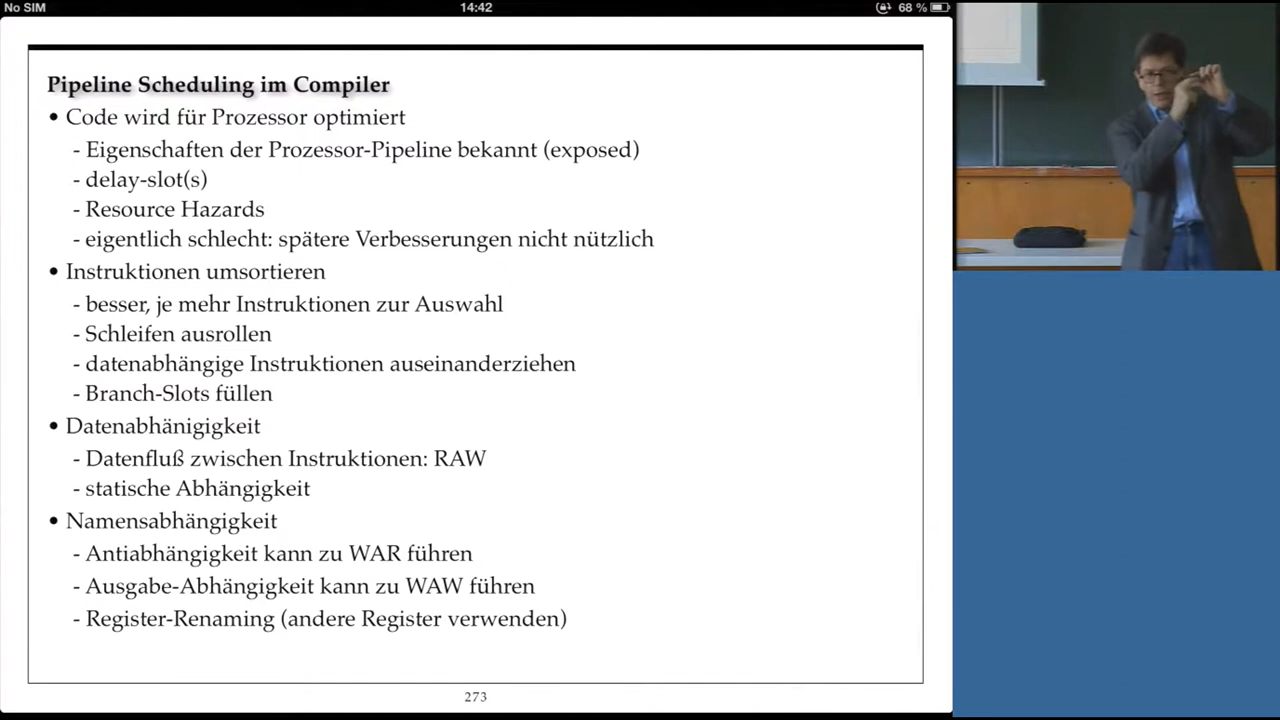 No SIM 14:42 68 %
Pipeline Scheduling im Compiler
• Code wird für Prozessor optimiert
- Eigenschaften der Prozessor-Pipeline bekannt (exposed)
- delay-slot(s)
- Resource Hazards
- eigentlich schlecht: spätere Verbesserungen nicht nützlich
• Instruktionen umsortieren
- besser, je mehr Instruktionen zur Auswahl
- Schleifen ausrollen
- datenabhängige Instruktionen auseinanderziehen
- Branch-Slots füllen
• Datenabhänigigkeit
- Datenfluß zwischen Instruktionen: RAW
- statische Abhängigkeit
• Namensabhängigkeit
- Antiabhängigkeit kann zu WAR führen
- Ausgabe-Abhängigkeit kann zu WAW führen
- Register-Renaming (andere Register verwenden)
273